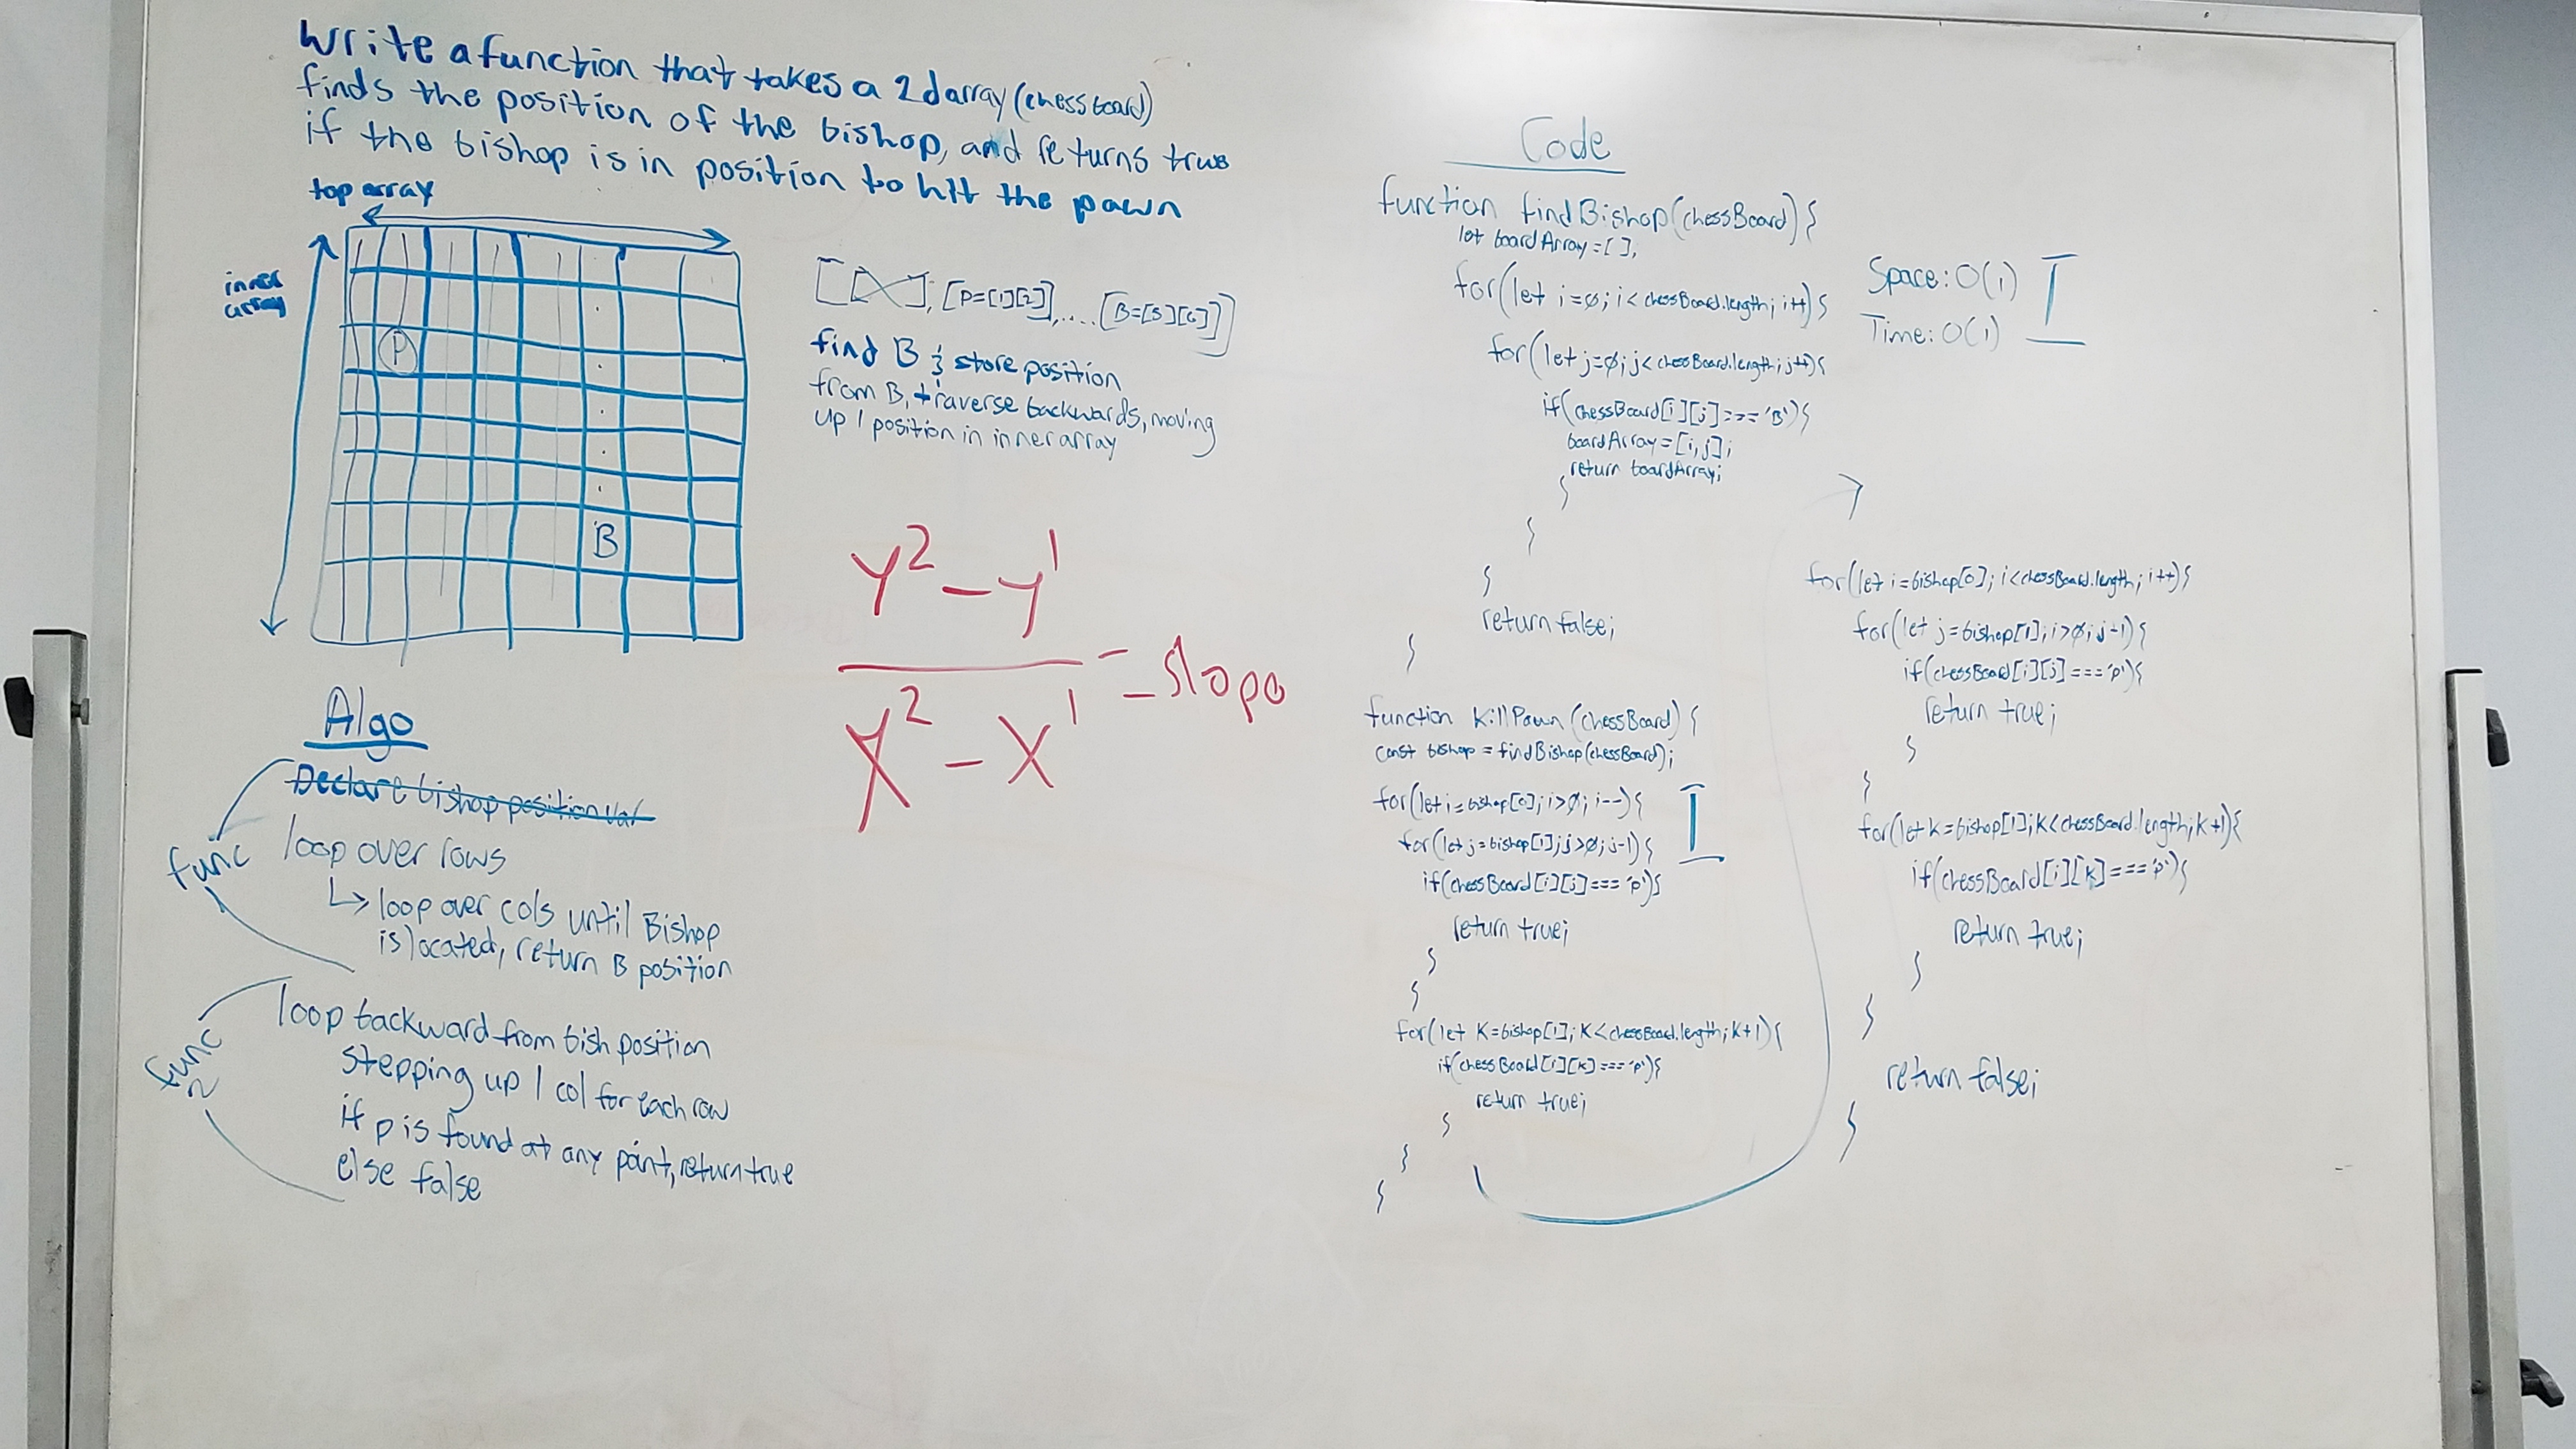 Write a function that takes a 2d array (chess board)
finds the position of the bishop, and returns true
if the bishop is in position to hit the pawn
top array
inner
array
P
B
[[ ], [P=[1][2]], .... [B=[5][6]]]
find B & store position
from B, traverse backwards, moving
up 1 position in inner array
y2 - y1
x2 - x1
= slope
Algo
Declare bishop position var
func
loop over rows
↳ loop over cols until Bishop
is located, return B position
func
2
loop backward from bish position
stepping up 1 col for each row
if p is found at any point, return true
else false
Code
function findBishop(chessBoard) {
let boardArray = [ ],
for(let i=0; i<chessBoard.length; i++) {
for(let j=0; j<chessBoard.length; j++){
if(chessBoard[i][j] === 'B'){
boardArray = [i,j];
return boardArray;
}
}
}
return false;
}
Space: O(1)
Time: O(1)
I
function killPawn(chessBoard) {
const bishop = findBishop(chessBoard);
for(let i=bishop[0]; i>0; i--){
for(let j=bishop[1]; j>0; j-1){
if(chessBoard[i][j] === 'p'){
return true;
}
}
I
for(let k=bishop[1]; k<chessBoard.length; k+1){
if(chessBoard[i][k] === 'p'){
return true;
}
}
}
for(let i=bishop[0]; i<chessBoard.length; i++){
for(let j=bishop[1]; i>0; j-1){
if(chessBoard[i][j] === 'p'){
return true;
}
}
for(let k=bishop[1]; k<chessBoard.length; k+1){
if(chessBoard[i][k] === 'p'){
return true;
}
}
return false;
}